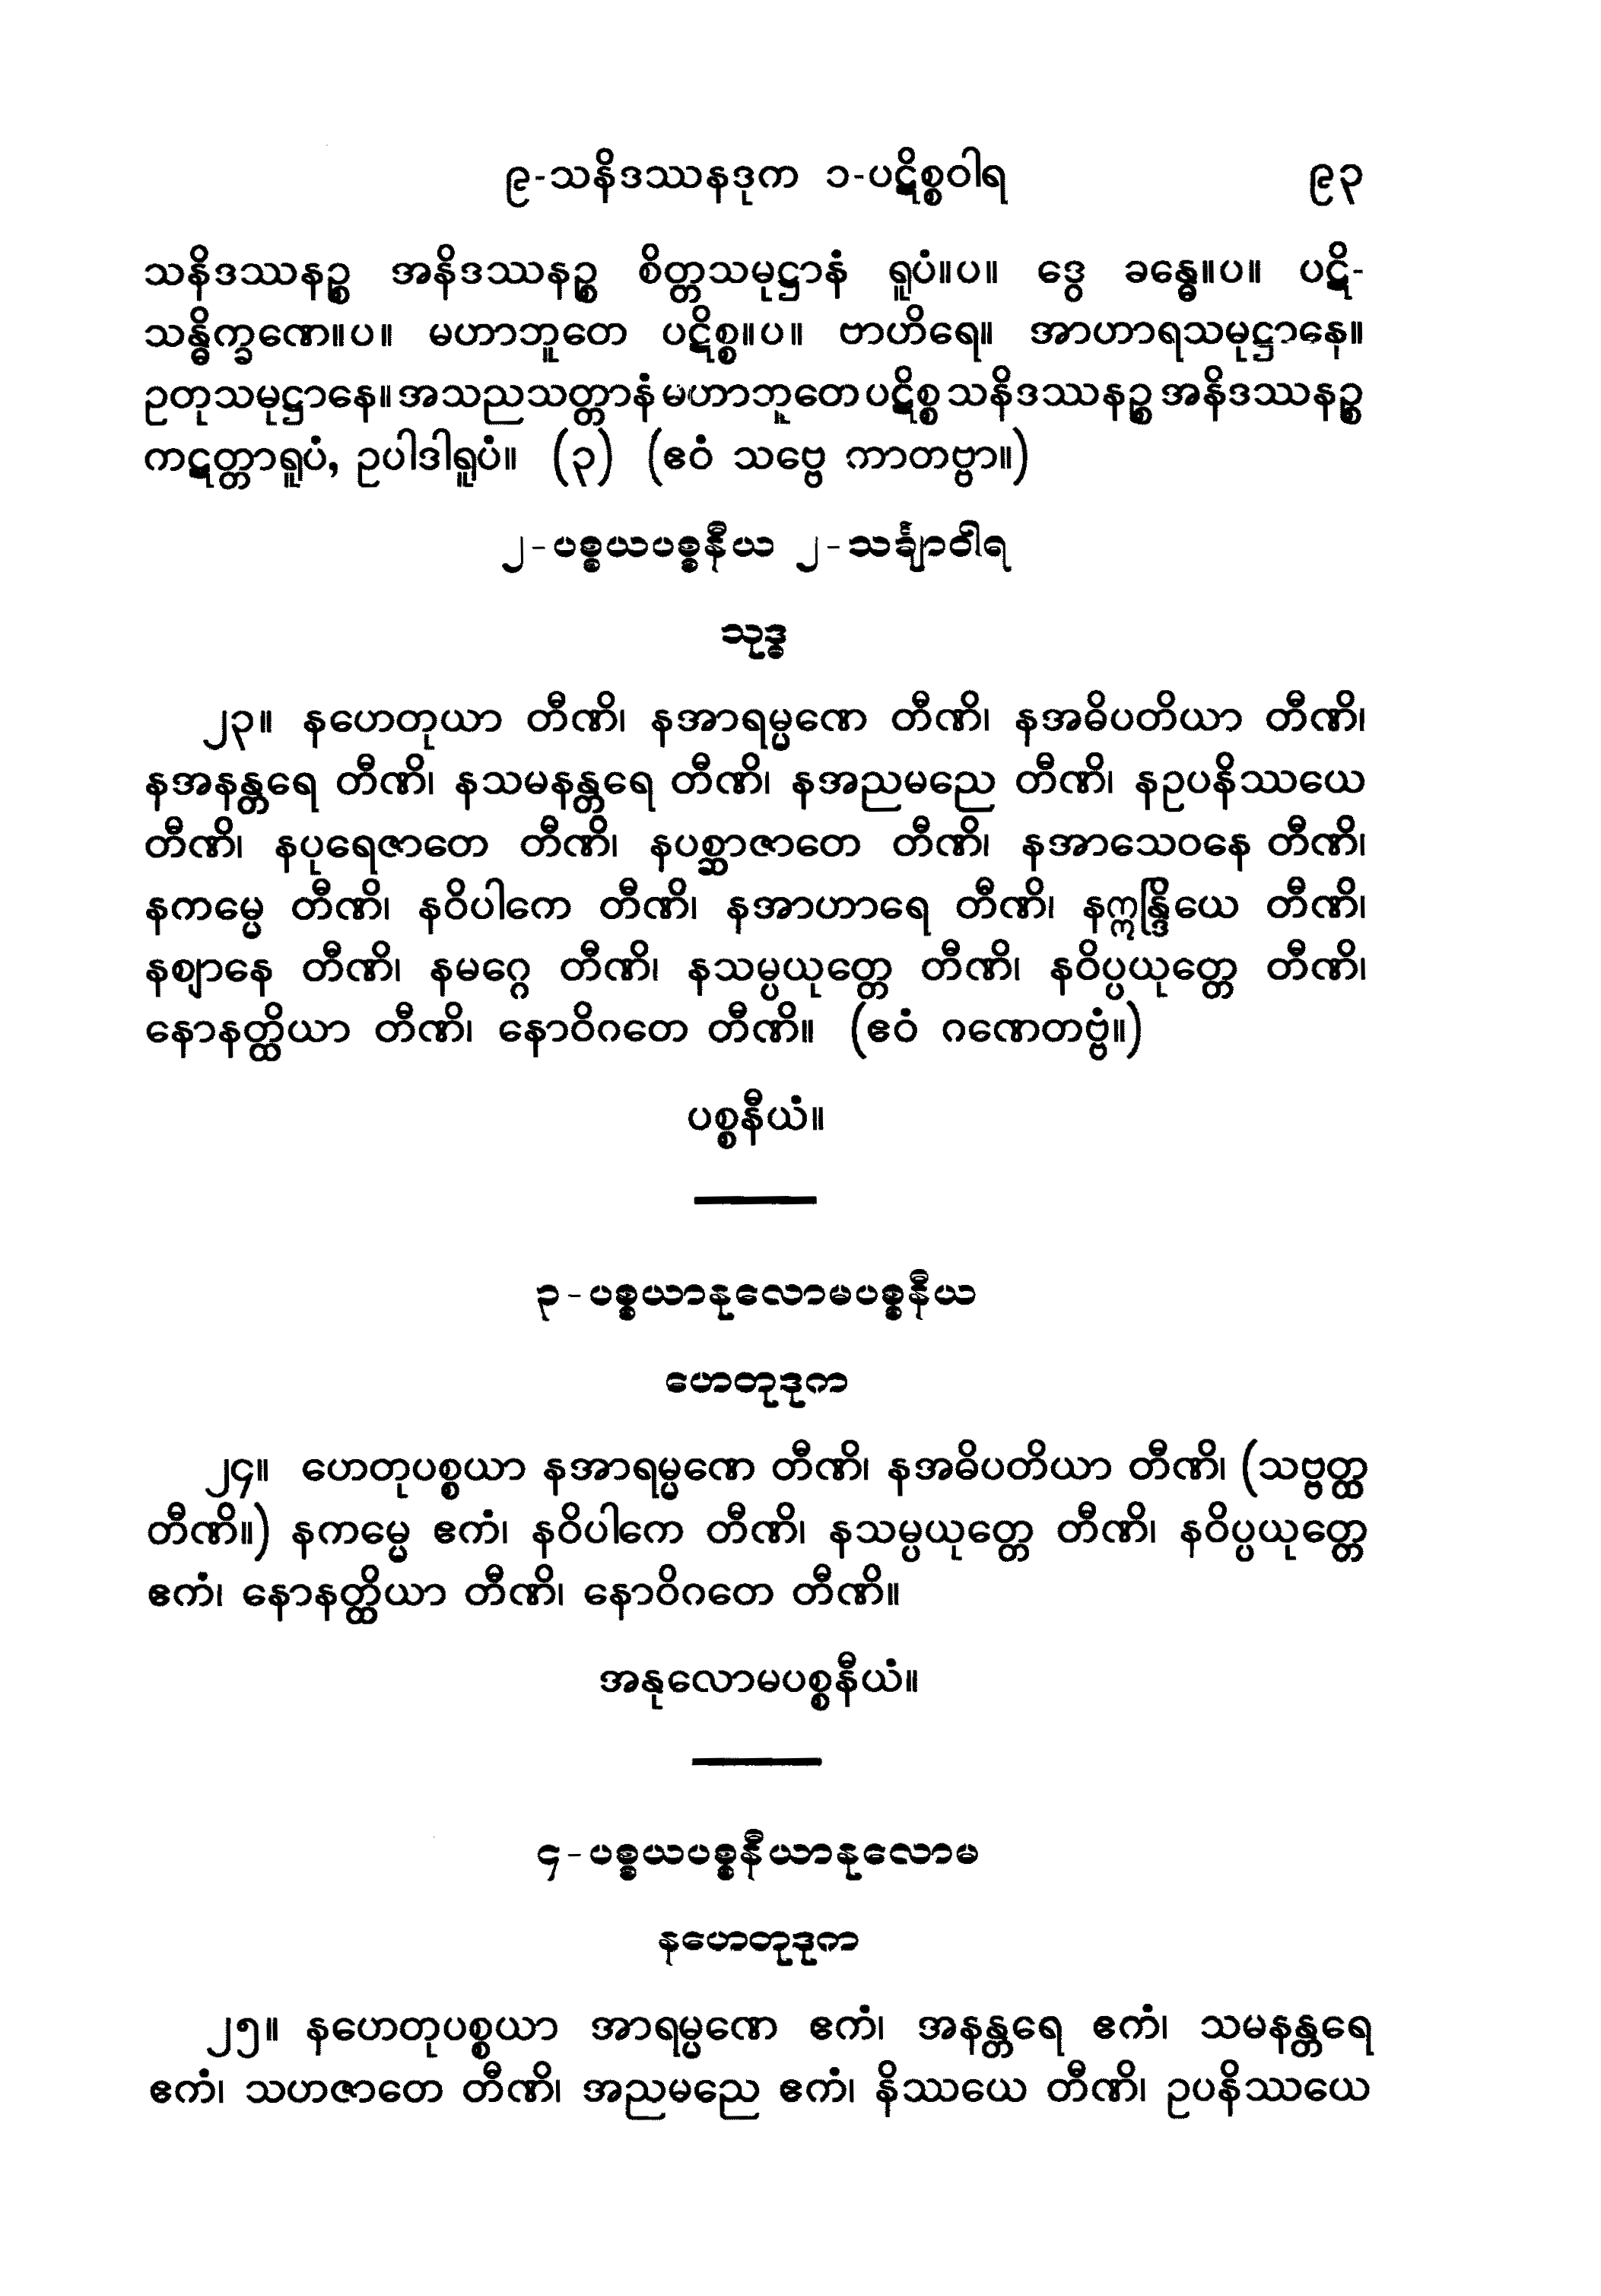 ၉-သနိဒဿနဒုက ၁-ပဋိစ္စဝါရ ၉၃
သနိဒဿနဉ္စ အနိဒဿနဉ္စ စိတ္တသမုဋ္ဌာနံ ရူပံ။ပ။ ဒွေ ခန္ဓေ။ပ။ ပဋိ-
သန္ဓိက္ခဏေ။ပ။ မဟာဘူတေ ပဋိစ္စ။ပ။ ဗာဟိရေ။ အာဟာရသမုဋ္ဌာနေ။
ဥတုသမုဋ္ဌာနေ။ အသညသတ္တာနံ မဟာဘူတေ ပဋိစ္စ သနိဒဿနဉ္စ အနိဒဿနဉ္စ
ကဋတ္တာရူပံ, ဥပါဒါရူပံ။ (၃) (ဧဝံ သဗ္ဗေ ကာတဗ္ဗာ။)
၂-ပစ္စယပစ္စနီယ ၂-သင်္ချာဝါရ
သုဒ္ဓ
၂၃။ နဟေတုယာ တီဏိ၊ နအာရမ္မဏေ တီဏိ၊ နအဓိပတိယာ တီဏိ၊
နအနန္တရေ တီဏိ၊ နသမနန္တရေ တီဏိ၊ နအညမညေ တီဏိ၊ နဥပနိဿယေ
တီဏိ၊ နပုရေဇာတေ တီဏိ၊ နပစ္ဆာဇာတေ တီဏိ၊ နအာသေဝနေ တီဏိ၊
နကမ္မေ တီဏိ၊ နဝိပါကေ တီဏိ၊ နအာဟာရေ တီဏိ၊ နဣန္ဒြိယေ တီဏိ၊
နဈာနေ တီဏိ၊ နမဂ္ဂေ တီဏိ၊ နသမ္ပယုတ္တေ တီဏိ၊ နဝိပ္ပယုတ္တေ တီဏိ၊
နောနတ္ထိယာ တီဏိ၊ နောဝိဂတေ တီဏိ။ (ဧဝံ ဂဏေတဗ္ဗံ။)
ပစ္စနီယံ။
၃-ပစ္စယာနုလောမပစ္စနီယ
ဟေတုဒုက
၂၄။ ဟေတုပစ္စယာ နအာရမ္မဏေ တီဏိ၊ နအဓိပတိယာ တီဏိ၊ (သဗ္ဗတ္ထ
တီဏိ။) နကမ္မေ ဧကံ၊ နဝိပါကေ တီဏိ၊ နသမ္ပယုတ္တေ တီဏိ၊ နဝိပ္ပယုတ္တေ
ဧကံ၊ နောနတ္ထိယာ တီဏိ၊ နောဝိဂတေ တီဏိ။
အနုလောမပစ္စနီယံ။
၄-ပစ္စယပစ္စနီယာနုလောမ
နဟေတုဒုက
၂၅။ နဟေတုပစ္စယာ အာရမ္မဏေ ဧကံ၊ အနန္တရေ ဧကံ၊ သမနန္တရေ
ဧကံ၊ သဟဇာတေ တီဏိ၊ အညမညေ ဧကံ၊ နိဿယေ တီဏိ၊ ဥပနိဿယေ